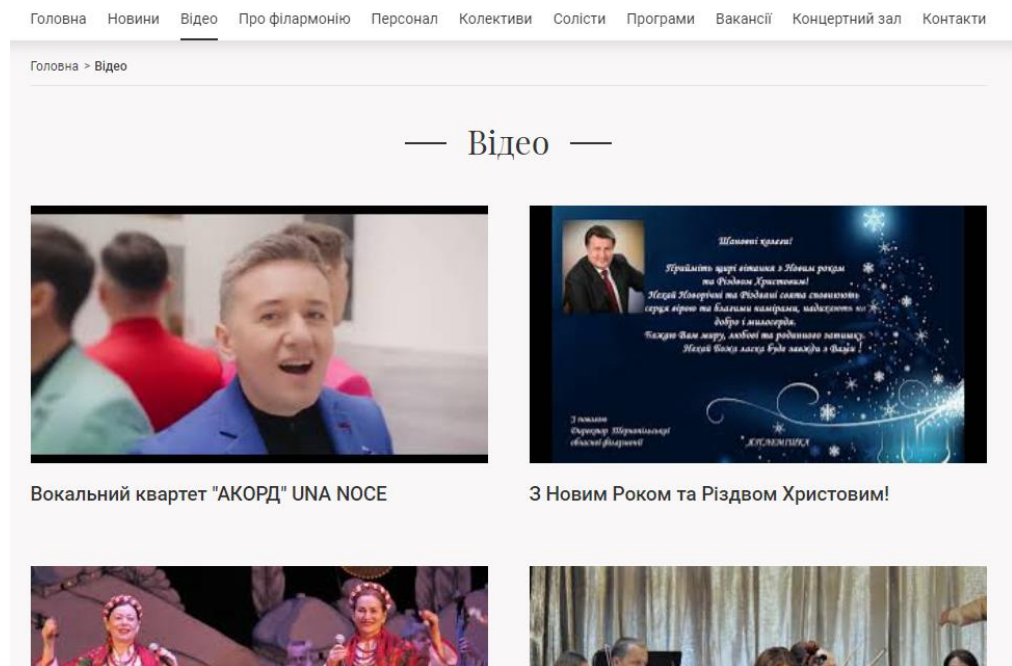 Головна Новини Відео Про філармонію Персонал Колективи Солісти Програми Вакансії Концертний зал Контакти
Головна > Відео
Відео
Шановні колеги!
Прийміть щирі вітання з Новим роком
та Різдвом Христовим!
Нехай Новорічні та Різдвяні свята сповнюють
серця вірою та благими намірами, надихають на
добро і милосердя.
Бажаю Вам миру, любові та родинного затишку.
Нехай Божа ласка буде завжди з Вами !
З повагою
Директор Тернопільської
обласної філармонії
Вокальний квартет "АКОРД" UNA NOCE
З Новим Роком та Різдвом Христовим!